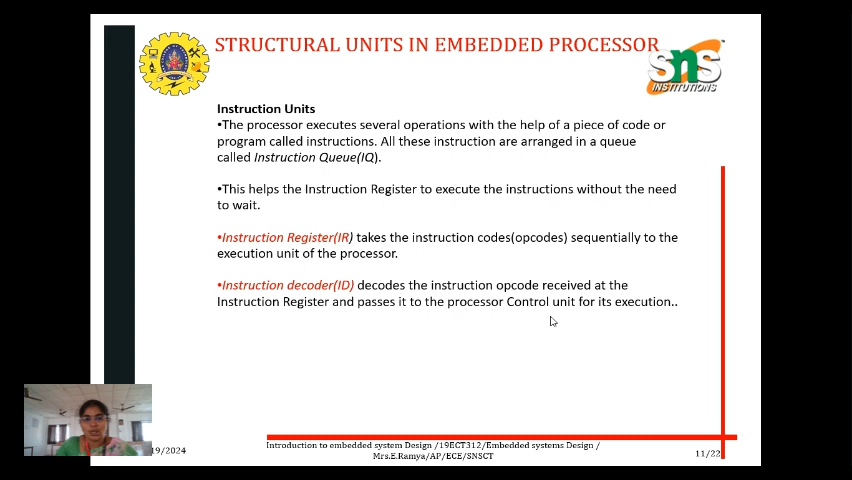 STRUCTURAL UNITS IN EMBEDDED PROCESSOR
SNS
INSTITUTIONS
Instruction Units
•The processor executes several operations with the help of a piece of code or
program called instructions. All these instruction are arranged in a queue
called Instruction Queue(IQ).
•This helps the Instruction Register to execute the instructions without the need
to wait.
•Instruction Register(IR) takes the instruction codes(opcodes) sequentially to the
execution unit of the processor.
•Instruction decoder(ID) decodes the instruction opcode received at the
Instruction Register and passes it to the processor Control unit for its execution..
19/2024
Introduction to embedded system Design /19ECT312/Embedded systems Design /
Mrs.E.Ramya/AP/ECE/SNSCT
11/22